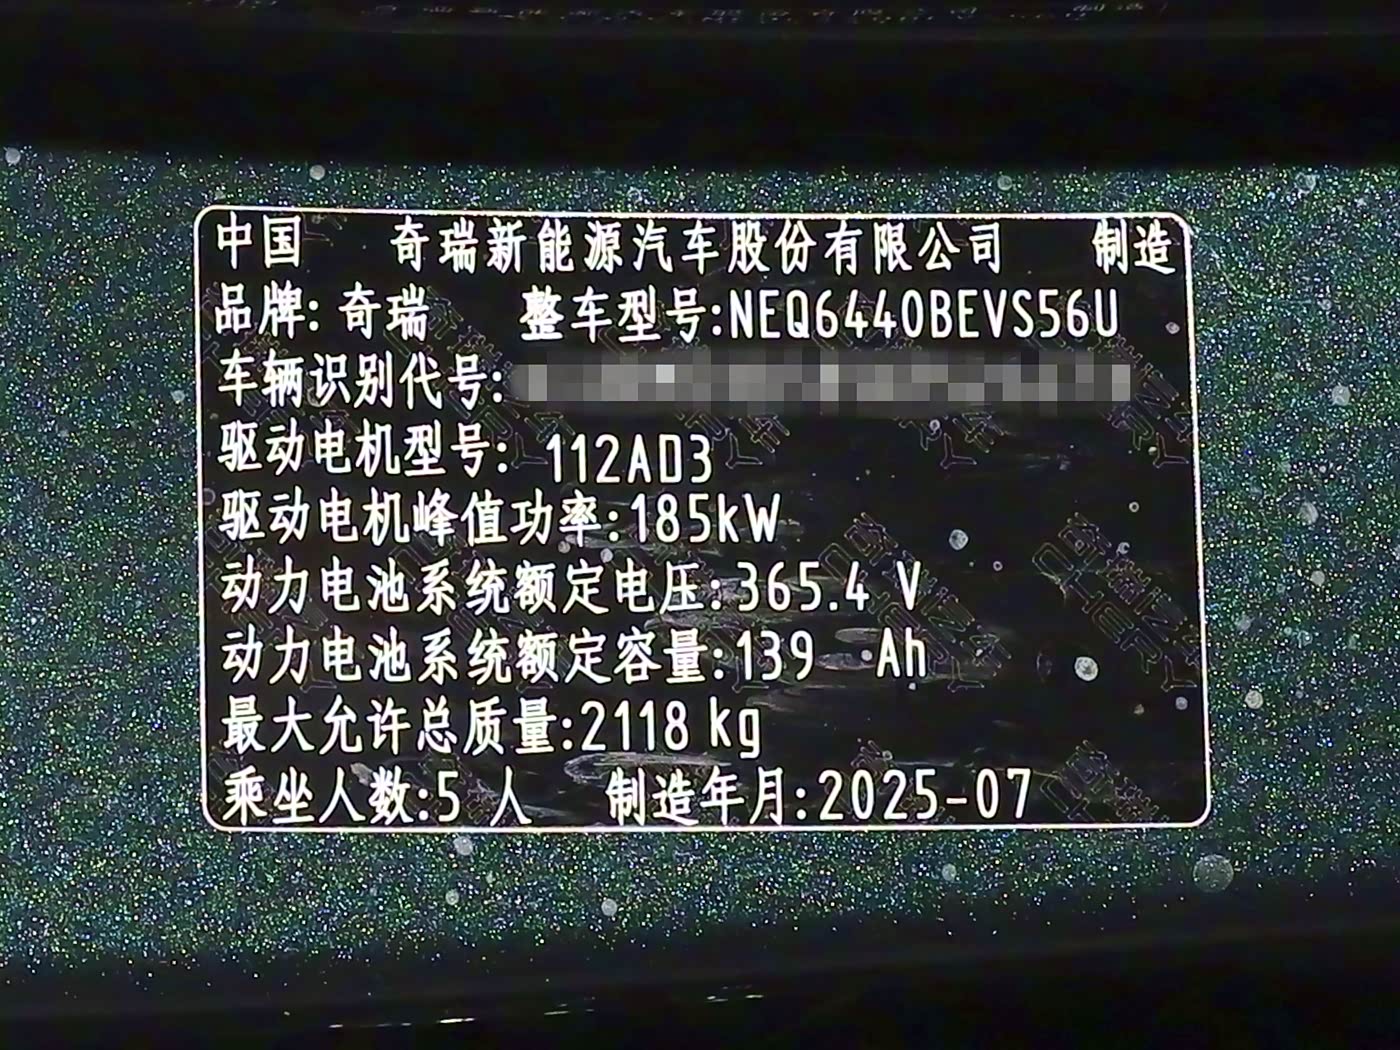 中国 奇瑞新能源汽车股份有限公司 制造
品牌: 奇瑞 整车型号:NEQ6440BEVS56U
车辆识别代号:
驱动电机型号: 112AD3
驱动电机峰值功率:185kW
动力电池系统额定电压:365.4 V
动力电池系统额定容量:139 Ah
最大允许总质量:2118 kg
乘坐人数:5 人 制造年月:2025-07